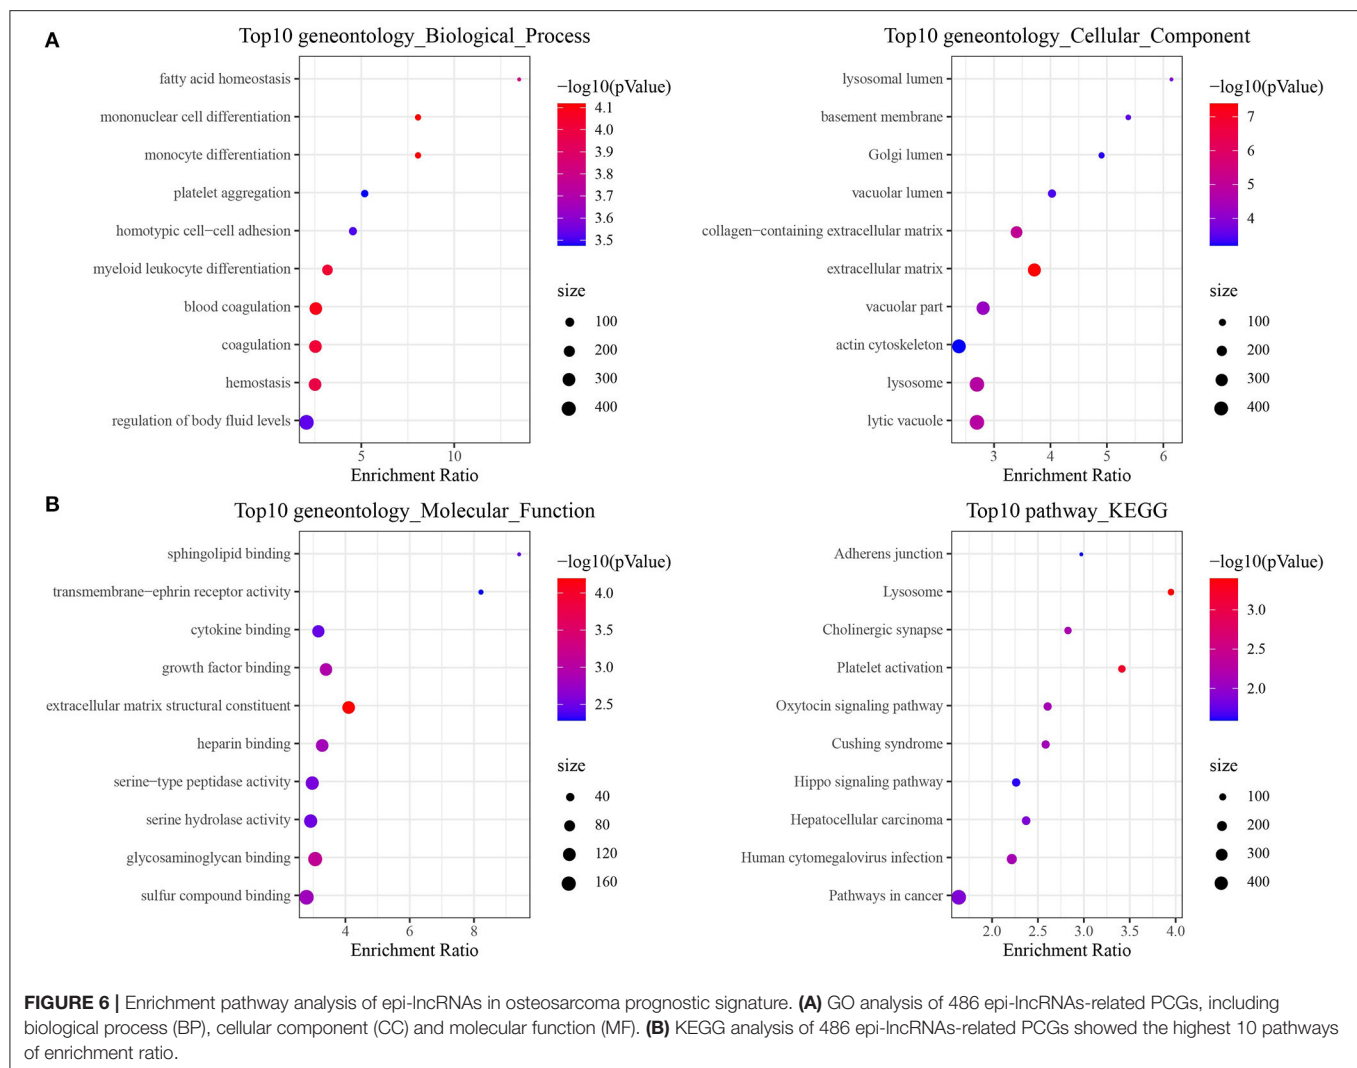 A
Top10 geneontology_Biological_Process
fatty acid homeostasis
mononuclear cell differentiation
monocyte differentiation
platelet aggregation
homotypic cell−cell adhesion
myeloid leukocyte differentiation
blood coagulation
coagulation
hemostasis
regulation of body fluid levels
5 10
Enrichment Ratio
−log10(pValue)
4.1
4.0
3.9
3.8
3.7
3.6
3.5
size
100
200
300
400
Top10 geneontology_Cellular_Component
lysosomal lumen
basement membrane
Golgi lumen
vacuolar lumen
collagen−containing extracellular matrix
extracellular matrix
vacuolar part
actin cytoskeleton
lysosome
lytic vacuole
3 4 5 6
Enrichment Ratio
−log10(pValue)
7
6
5
4
size
100
200
300
400
B
Top10 geneontology_Molecular_Function
sphingolipid binding
transmembrane−ephrin receptor activity
cytokine binding
growth factor binding
extracellular matrix structural constituent
heparin binding
serine−type peptidase activity
serine hydrolase activity
glycosaminoglycan binding
sulfur compound binding
4 6 8
Enrichment Ratio
−log10(pValue)
4.0
3.5
3.0
2.5
size
40
80
120
160
Top10 pathway_KEGG
Adherens junction
Lysosome
Cholinergic synapse
Platelet activation
Oxytocin signaling pathway
Cushing syndrome
Hippo signaling pathway
Hepatocellular carcinoma
Human cytomegalovirus infection
Pathways in cancer
2.0 2.5 3.0 3.5 4.0
Enrichment Ratio
−log10(pValue)
3.0
2.5
2.0
size
100
200
300
400
FIGURE 6 | Enrichment pathway analysis of epi-lncRNAs in osteosarcoma prognostic signature. (A) GO analysis of 486 epi-lncRNAs-related PCGs, including
biological process (BP), cellular component (CC) and molecular function (MF). (B) KEGG analysis of 486 epi-lncRNAs-related PCGs showed the highest 10 pathways
of enrichment ratio.